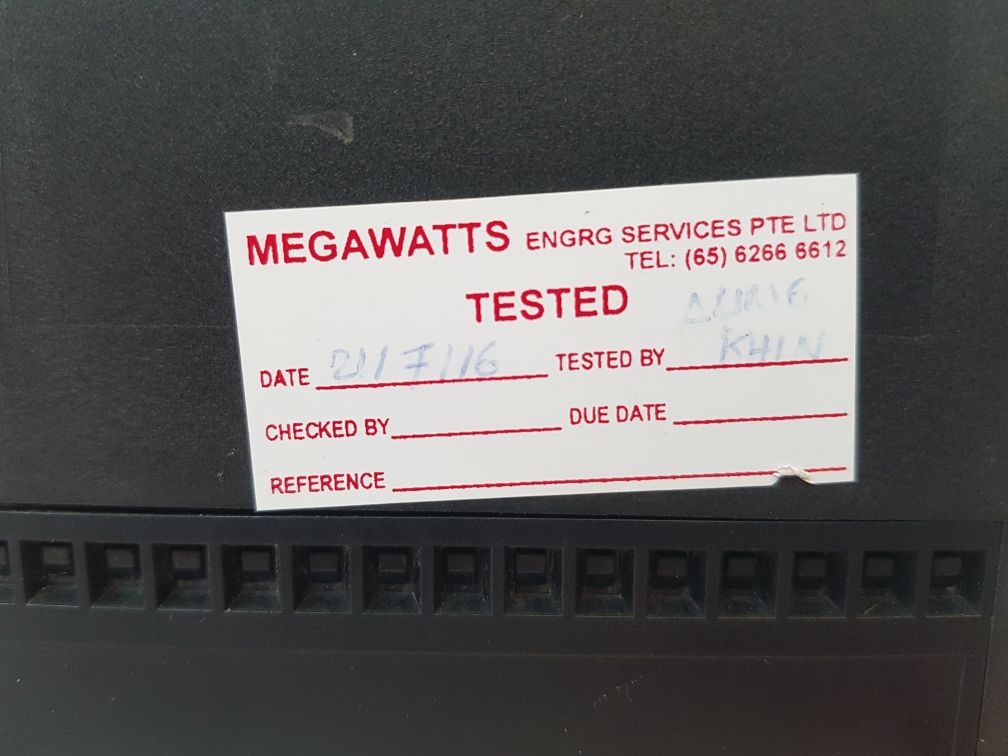 MEGAWATTS ENGRG SERVICES PTE LTD
TEL: (65) 6266 6612
TESTED
DATE 21/7/16 TESTED BY AUNG KHIN
CHECKED BY DUE DATE
REFERENCE